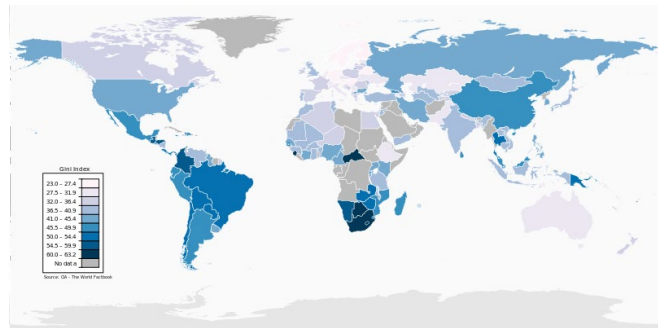 Gini Index
23.0 – 27.4
27.5 – 31.9
32.0 – 36.4
36.5 – 40.9
41.0 – 45.4
45.5 – 49.9
50.0 – 54.4
54.5 – 59.9
60.0 – 63.2
No data
Source: CIA - The World Factbook